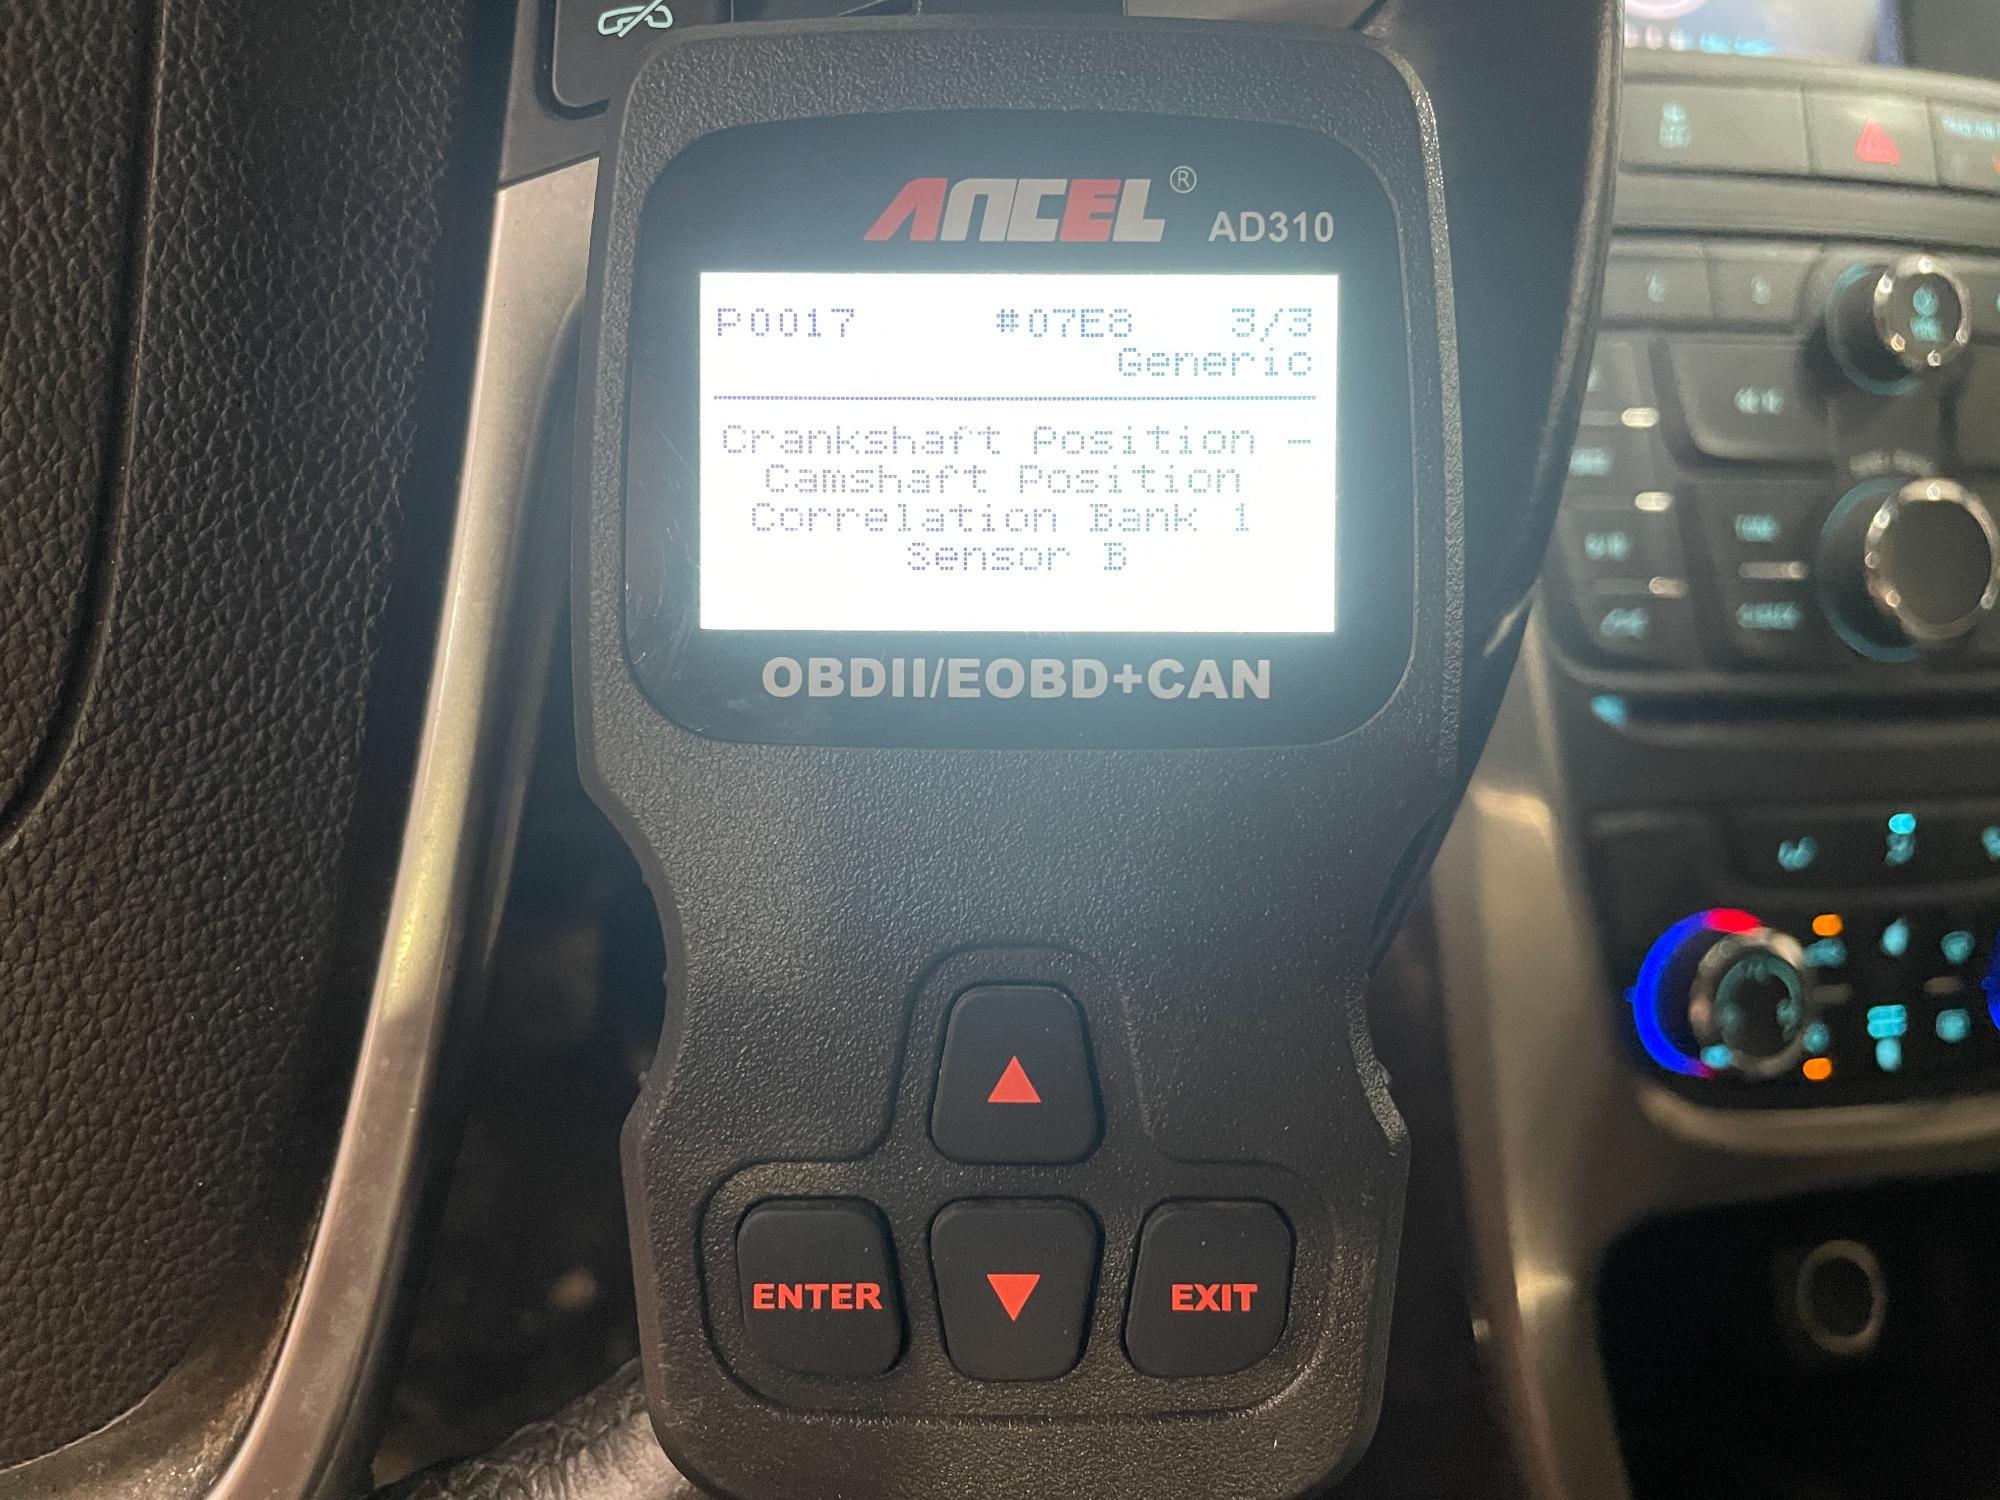 ANCEL® AD310
P0017 #07E8 3/3
Generic
Crankshaft Position -
Camshaft Position
Correlation Bank 1
Sensor B
OBDII/EOBD+CAN
ENTER
EXIT